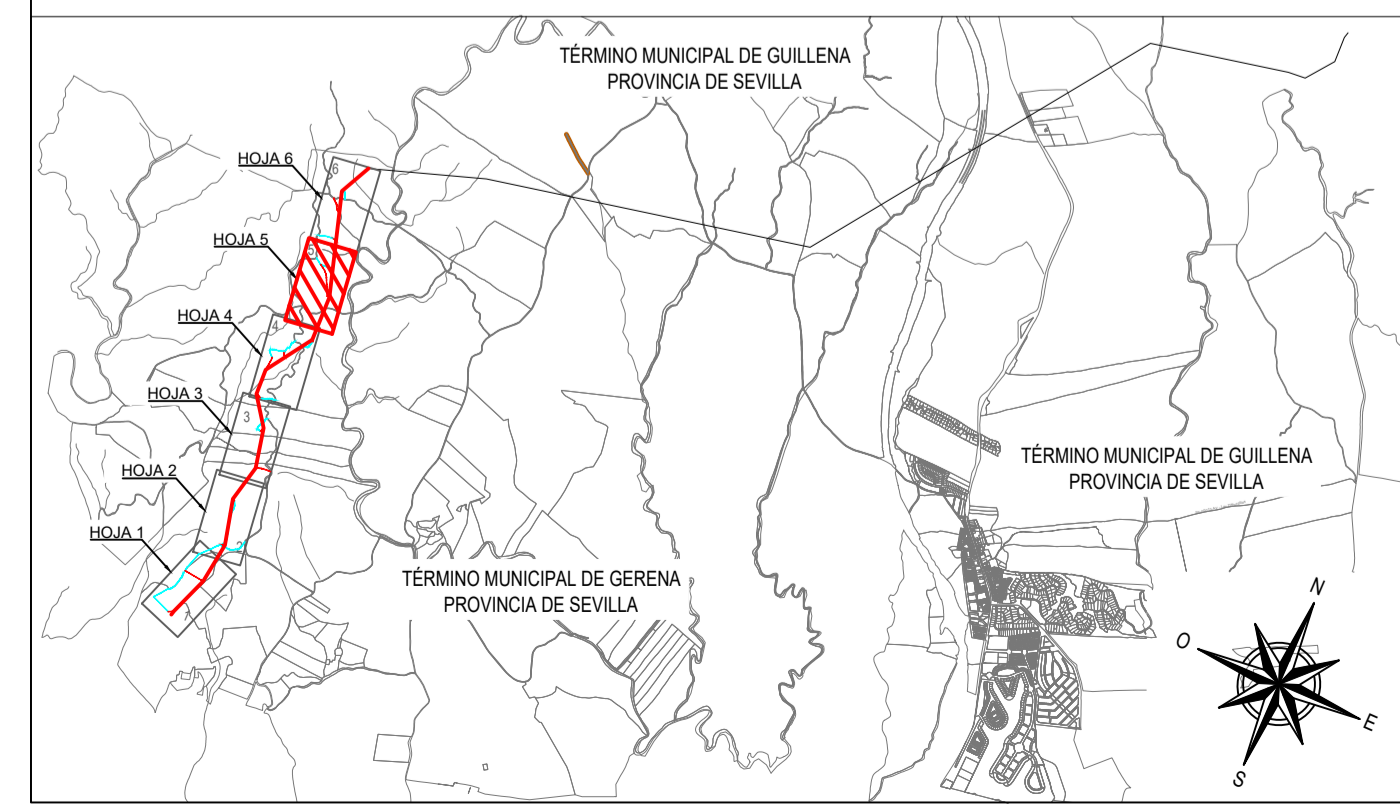 TÉRMINO MUNICIPAL DE GUILLENA
PROVINCIA DE SEVILLA
HOJA 6
6
HOJA 5
5
HOJA 4
4
HOJA 3
3
HOJA 2
2
HOJA 1
1
TÉRMINO MUNICIPAL DE GUILLENA
PROVINCIA DE SEVILLA
TÉRMINO MUNICIPAL DE GERENA
PROVINCIA DE SEVILLA
N
O
E
S